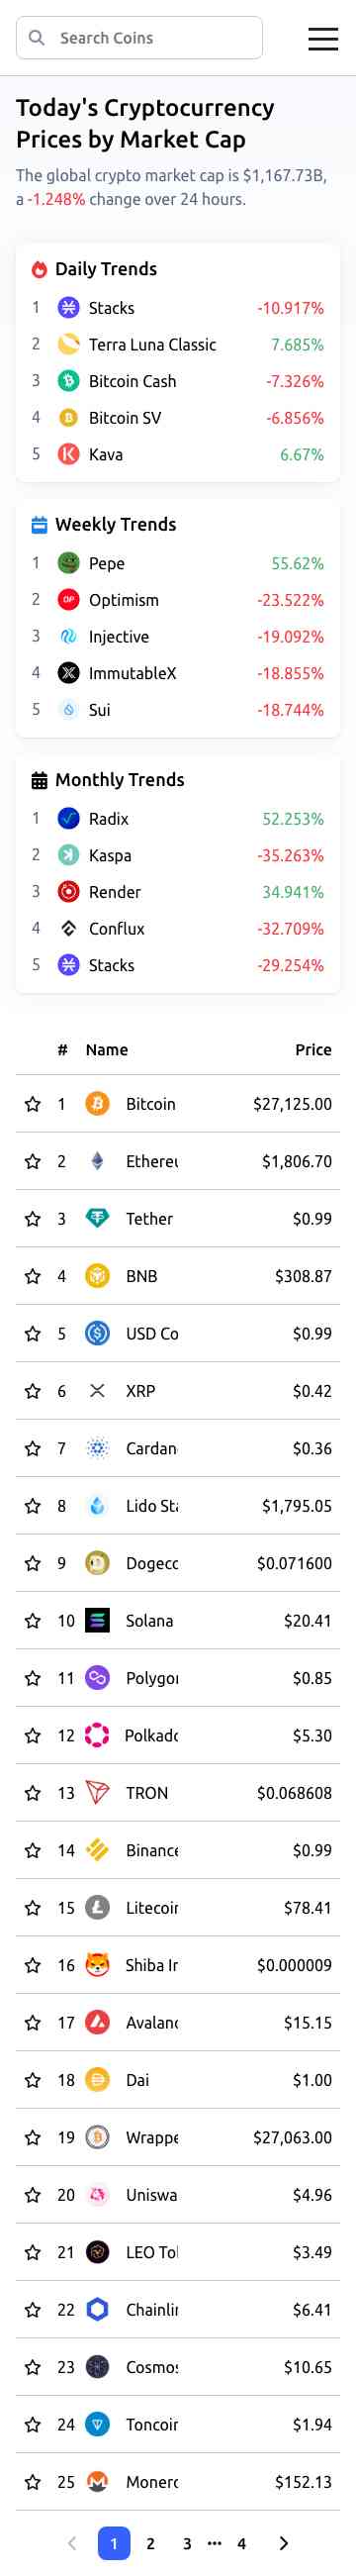 Search Coins
Today's Cryptocurrency
Prices by Market Cap
The global crypto market cap is $1,167.73B,
a -1.248% change over 24 hours.
Daily Trends
1 Stacks -10.917%
2 Terra Luna Classic 7.685%
3 Bitcoin Cash -7.326%
4 Bitcoin SV -6.856%
5 Kava 6.67%
Weekly Trends
1 Pepe 55.62%
2 Optimism -23.522%
3 Injective -19.092%
4 ImmutableX -18.855%
5 Sui -18.744%
Monthly Trends
1 Radix 52.253%
2 Kaspa -35.263%
3 Render 34.941%
4 Conflux -32.709%
5 Stacks -29.254%
# Name Price
1 Bitcoin $27,125.00
2 Ethereu $1,806.70
3 Tether $0.99
4 BNB $308.87
5 USD Co $0.99
6 XRP $0.42
7 Cardan $0.36
8 Lido Sta $1,795.05
9 Dogeco $0.071600
10 Solana $20.41
11 Polygon $0.85
12 Polkado $5.30
13 TRON $0.068608
14 Binance $0.99
15 Litecoin $78.41
16 Shiba In $0.000009
17 Avalanc $15.15
18 Dai $1.00
19 Wrappe $27,063.00
20 Uniswa $4.96
21 LEO Tok $3.49
22 Chainlin $6.41
23 Cosmos $10.65
24 Toncoin $1.94
25 Monero $152.13
1 2 3 ••• 4